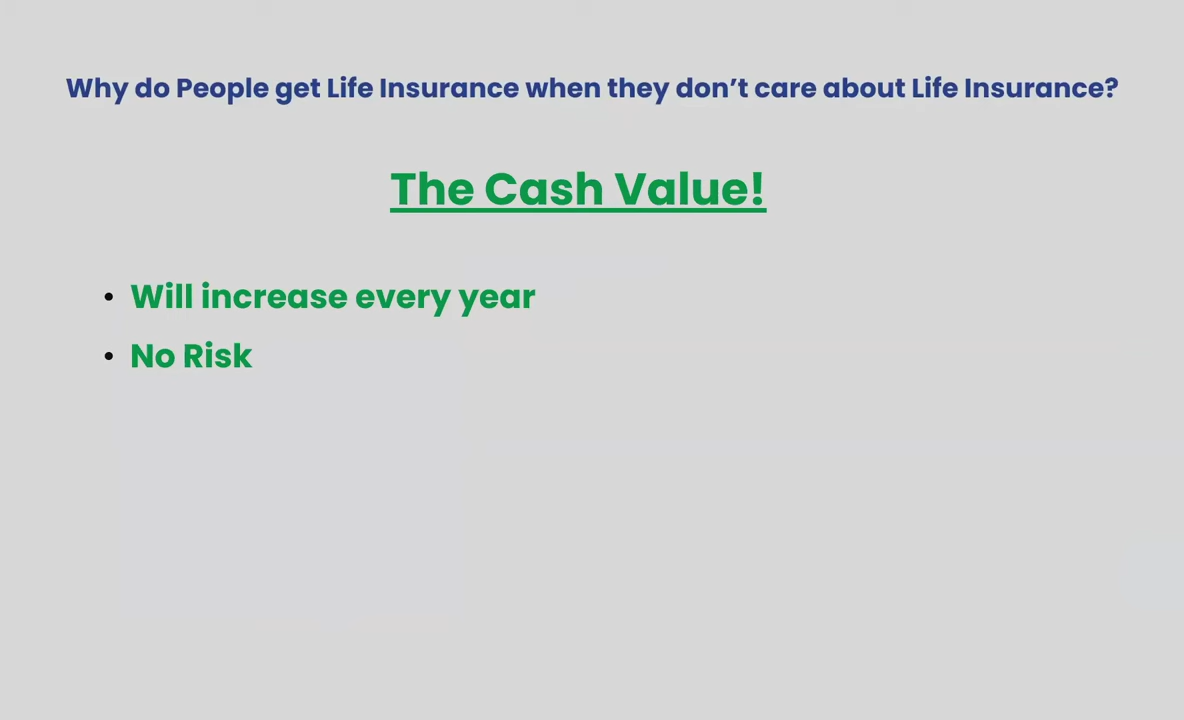 Why do People get Life Insurance when they don’t care about Life Insurance?
The Cash Value!
• Will increase every year
• No Risk